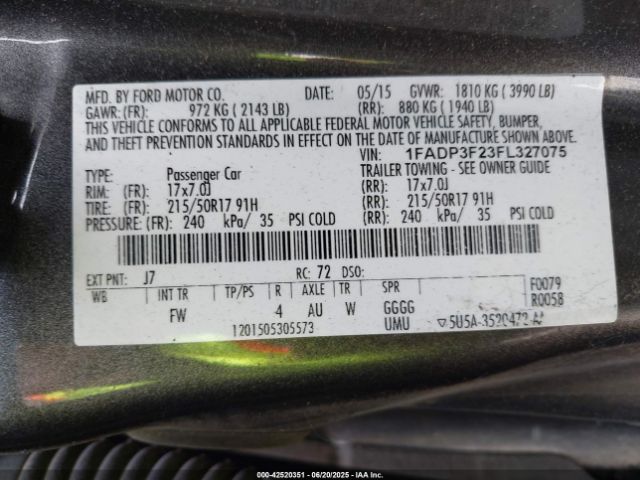 MFD. BY FORD MOTOR CO. DATE: 05/15 GVWR: 1810 KG ( 3990 LB)
GAWR: (FR): 972 KG ( 2143 LB) (RR): 880 KG ( 1940 LB)
THIS VEHICLE CONFORMS TO ALL APPLICABLE FEDERAL MOTOR VEHICLE SAFETY, BUMPER,
AND THEFT PREVENTION STANDARDS IN EFFECT ON THE DATE OF MANUFACTURE SHOWN ABOVE.
VIN: 1FADP3F23FL327075
TYPE: Passenger Car TRAILER TOWING - SEE OWNER GUIDE
RIM: (FR): 17x7.0J (RR): 17x7.0J
TIRE: (FR): 215/50R17 91H (RR): 215/50R17 91H
PRESSURE: (FR): 240 kPa/ 35 PSI COLD (RR): 240 kPa/ 35 PSI COLD
EXT PNT: J7 RC: 72 DSO: F0079
WB INT TR TP/PS R AXLE TR SPR R0058
FW 4 AU W GGGG
1201505305573 UMU ▽5U5A-3520472-AA
000-42520351 | 06/20/2025 | IAA Inc.